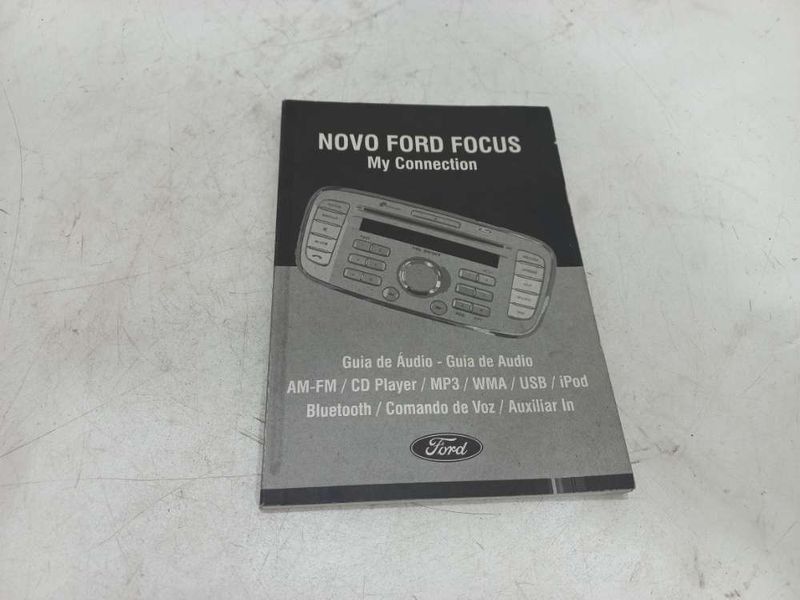 NOVO FORD FOCUS
My Connection
Guia de Áudio - Guía de Audio
AM-FM / CD Player / MP3 / WMA / USB / iPod
Bluetooth / Comando de Voz / Auxiliar In
Ford